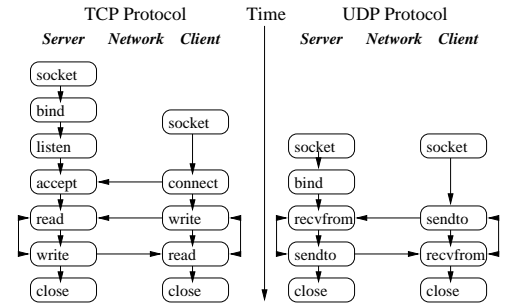 TCP Protocol Time UDP Protocol
Server Network Client Server Network Client
socket
bind
socket
listen socket socket
accept connect bind
read write recvfrom sendto
write read sendto recvfrom
close close close close